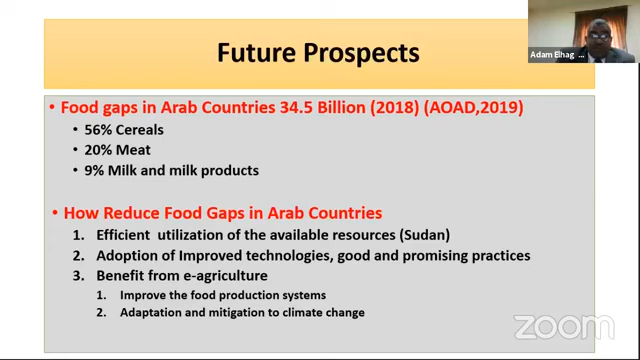 Future Prospects
Adam Elhag ...
• Food gaps in Arab Countries 34.5 Billion (2018) (AOAD,2019)
• 56% Cereals
• 20% Meat
• 9% Milk and milk products
• How Reduce Food Gaps in Arab Countries
1. Efficient utilization of the available resources (Sudan)
2. Adoption of Improved technologies, good and promising practices
3. Benefit from e-agriculture
1. Improve the food production systems
2. Adaptation and mitigation to climate change
zoom